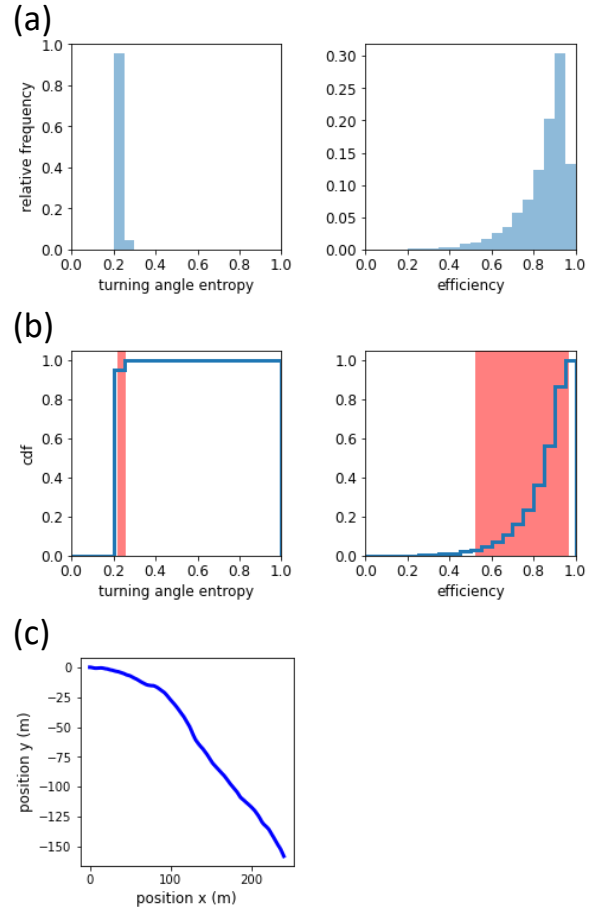 (a)
relative frequency
1.0
0.8
0.6
0.4
0.2
0.0
0.0 0.2 0.4 0.6 0.8 1.0
turning angle entropy
0.30
0.25
0.20
0.15
0.10
0.05
0.00
0.0 0.2 0.4 0.6 0.8 1.0
efficiency
(b)
cdf
1.0
0.8
0.6
0.4
0.2
0.0
0.0 0.2 0.4 0.6 0.8 1.0
turning angle entropy
1.0
0.8
0.6
0.4
0.2
0.0
0.0 0.2 0.4 0.6 0.8 1.0
efficiency
(c)
position y (m)
0
−25
−50
−75
−100
−125
−150
0 100 200
position x (m)